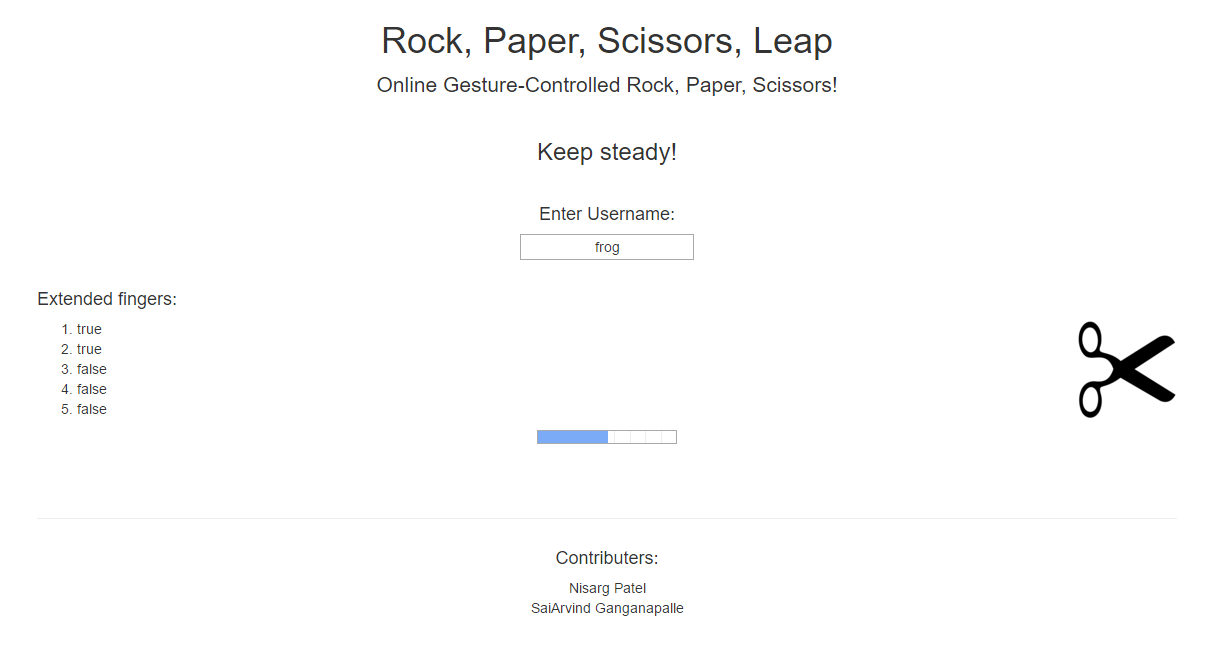 Rock, Paper, Scissors, Leap
Online Gesture-Controlled Rock, Paper, Scissors!
Keep steady!
Enter Username:
frog
Extended fingers:
1. true
2. true
3. false
4. false
5. false
Contributers:
Nisarg Patel
SaiArvind Ganganapalle